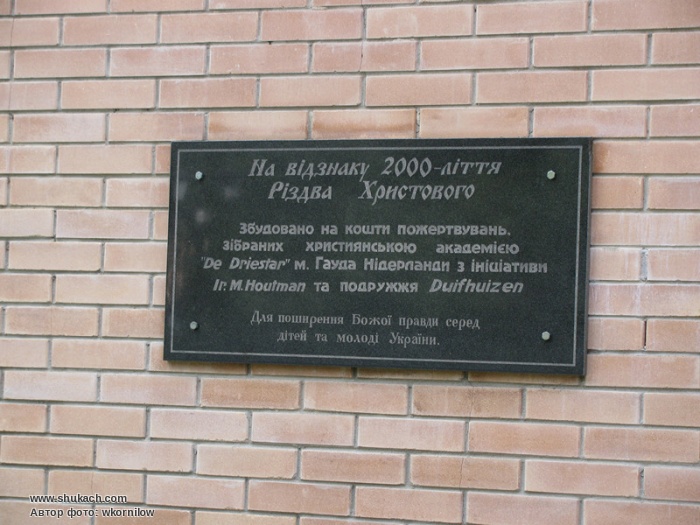 На відзнаку 2000-ліття
Різдва Христового
Збудовано на кошти пожертвувань,
зібраних християнською академією
"De Driestar" м. Гауда Нідерланди з ініціативи
Ir. M. Houtman та подружжя Duifhuizen
Для поширення Божої правди серед
дітей та молоді України.
www.shukach.com
Автор фото: wkornilow